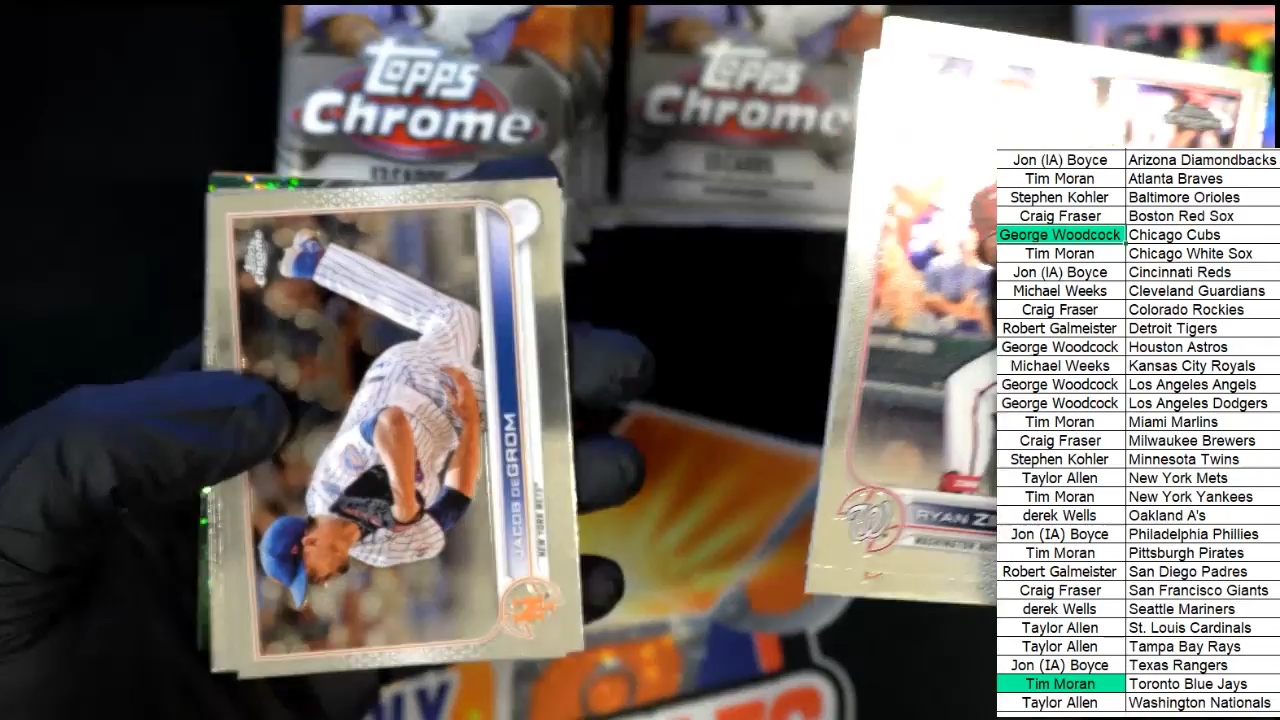 TOPPS
Chrome
TOPPS
Chrome
Topps
Chrome
JACOB DEGROM
NEW YORK METS
RYAN
W
Jon (IA) Boyce Arizona Diamondbacks
Tim Moran Atlanta Braves
Stephen Kohler Baltimore Orioles
Craig Fraser Boston Red Sox
George Woodcock Chicago Cubs
Tim Moran Chicago White Sox
Jon (IA) Boyce Cincinnati Reds
Michael Weeks Cleveland Guardians
Craig Fraser Colorado Rockies
Robert Galmeister Detroit Tigers
George Woodcock Houston Astros
Michael Weeks Kansas City Royals
George Woodcock Los Angeles Angels
George Woodcock Los Angeles Dodgers
Tim Moran Miami Marlins
Craig Fraser Milwaukee Brewers
Stephen Kohler Minnesota Twins
Taylor Allen New York Mets
Tim Moran New York Yankees
derek Wells Oakland A's
Jon (IA) Boyce Philadelphia Phillies
Tim Moran Pittsburgh Pirates
Robert Galmeister San Diego Padres
Craig Fraser San Francisco Giants
derek Wells Seattle Mariners
Taylor Allen St. Louis Cardinals
Taylor Allen Tampa Bay Rays
Jon (IA) Boyce Texas Rangers
Tim Moran Toronto Blue Jays
Taylor Allen Washington Nationals